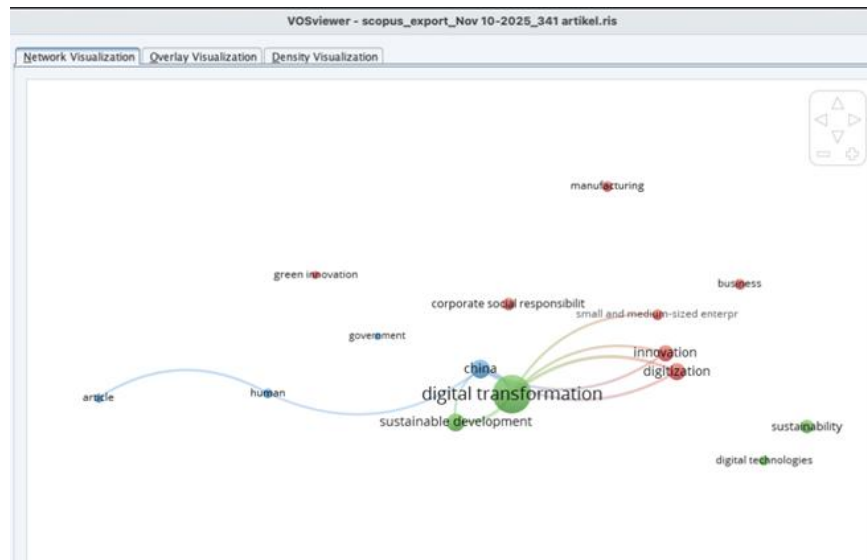 VOSviewer - scopus_export_Nov 10-2025_341 artikel.ris
Network Visualization Overlay Visualization Density Visualization
manufacturing
green innovation
business
corporate social responsibilit
small and medium-sized enterpr
government
innovation
china
digitization
article
human
digital transformation
sustainable development
sustainability
digital technologies